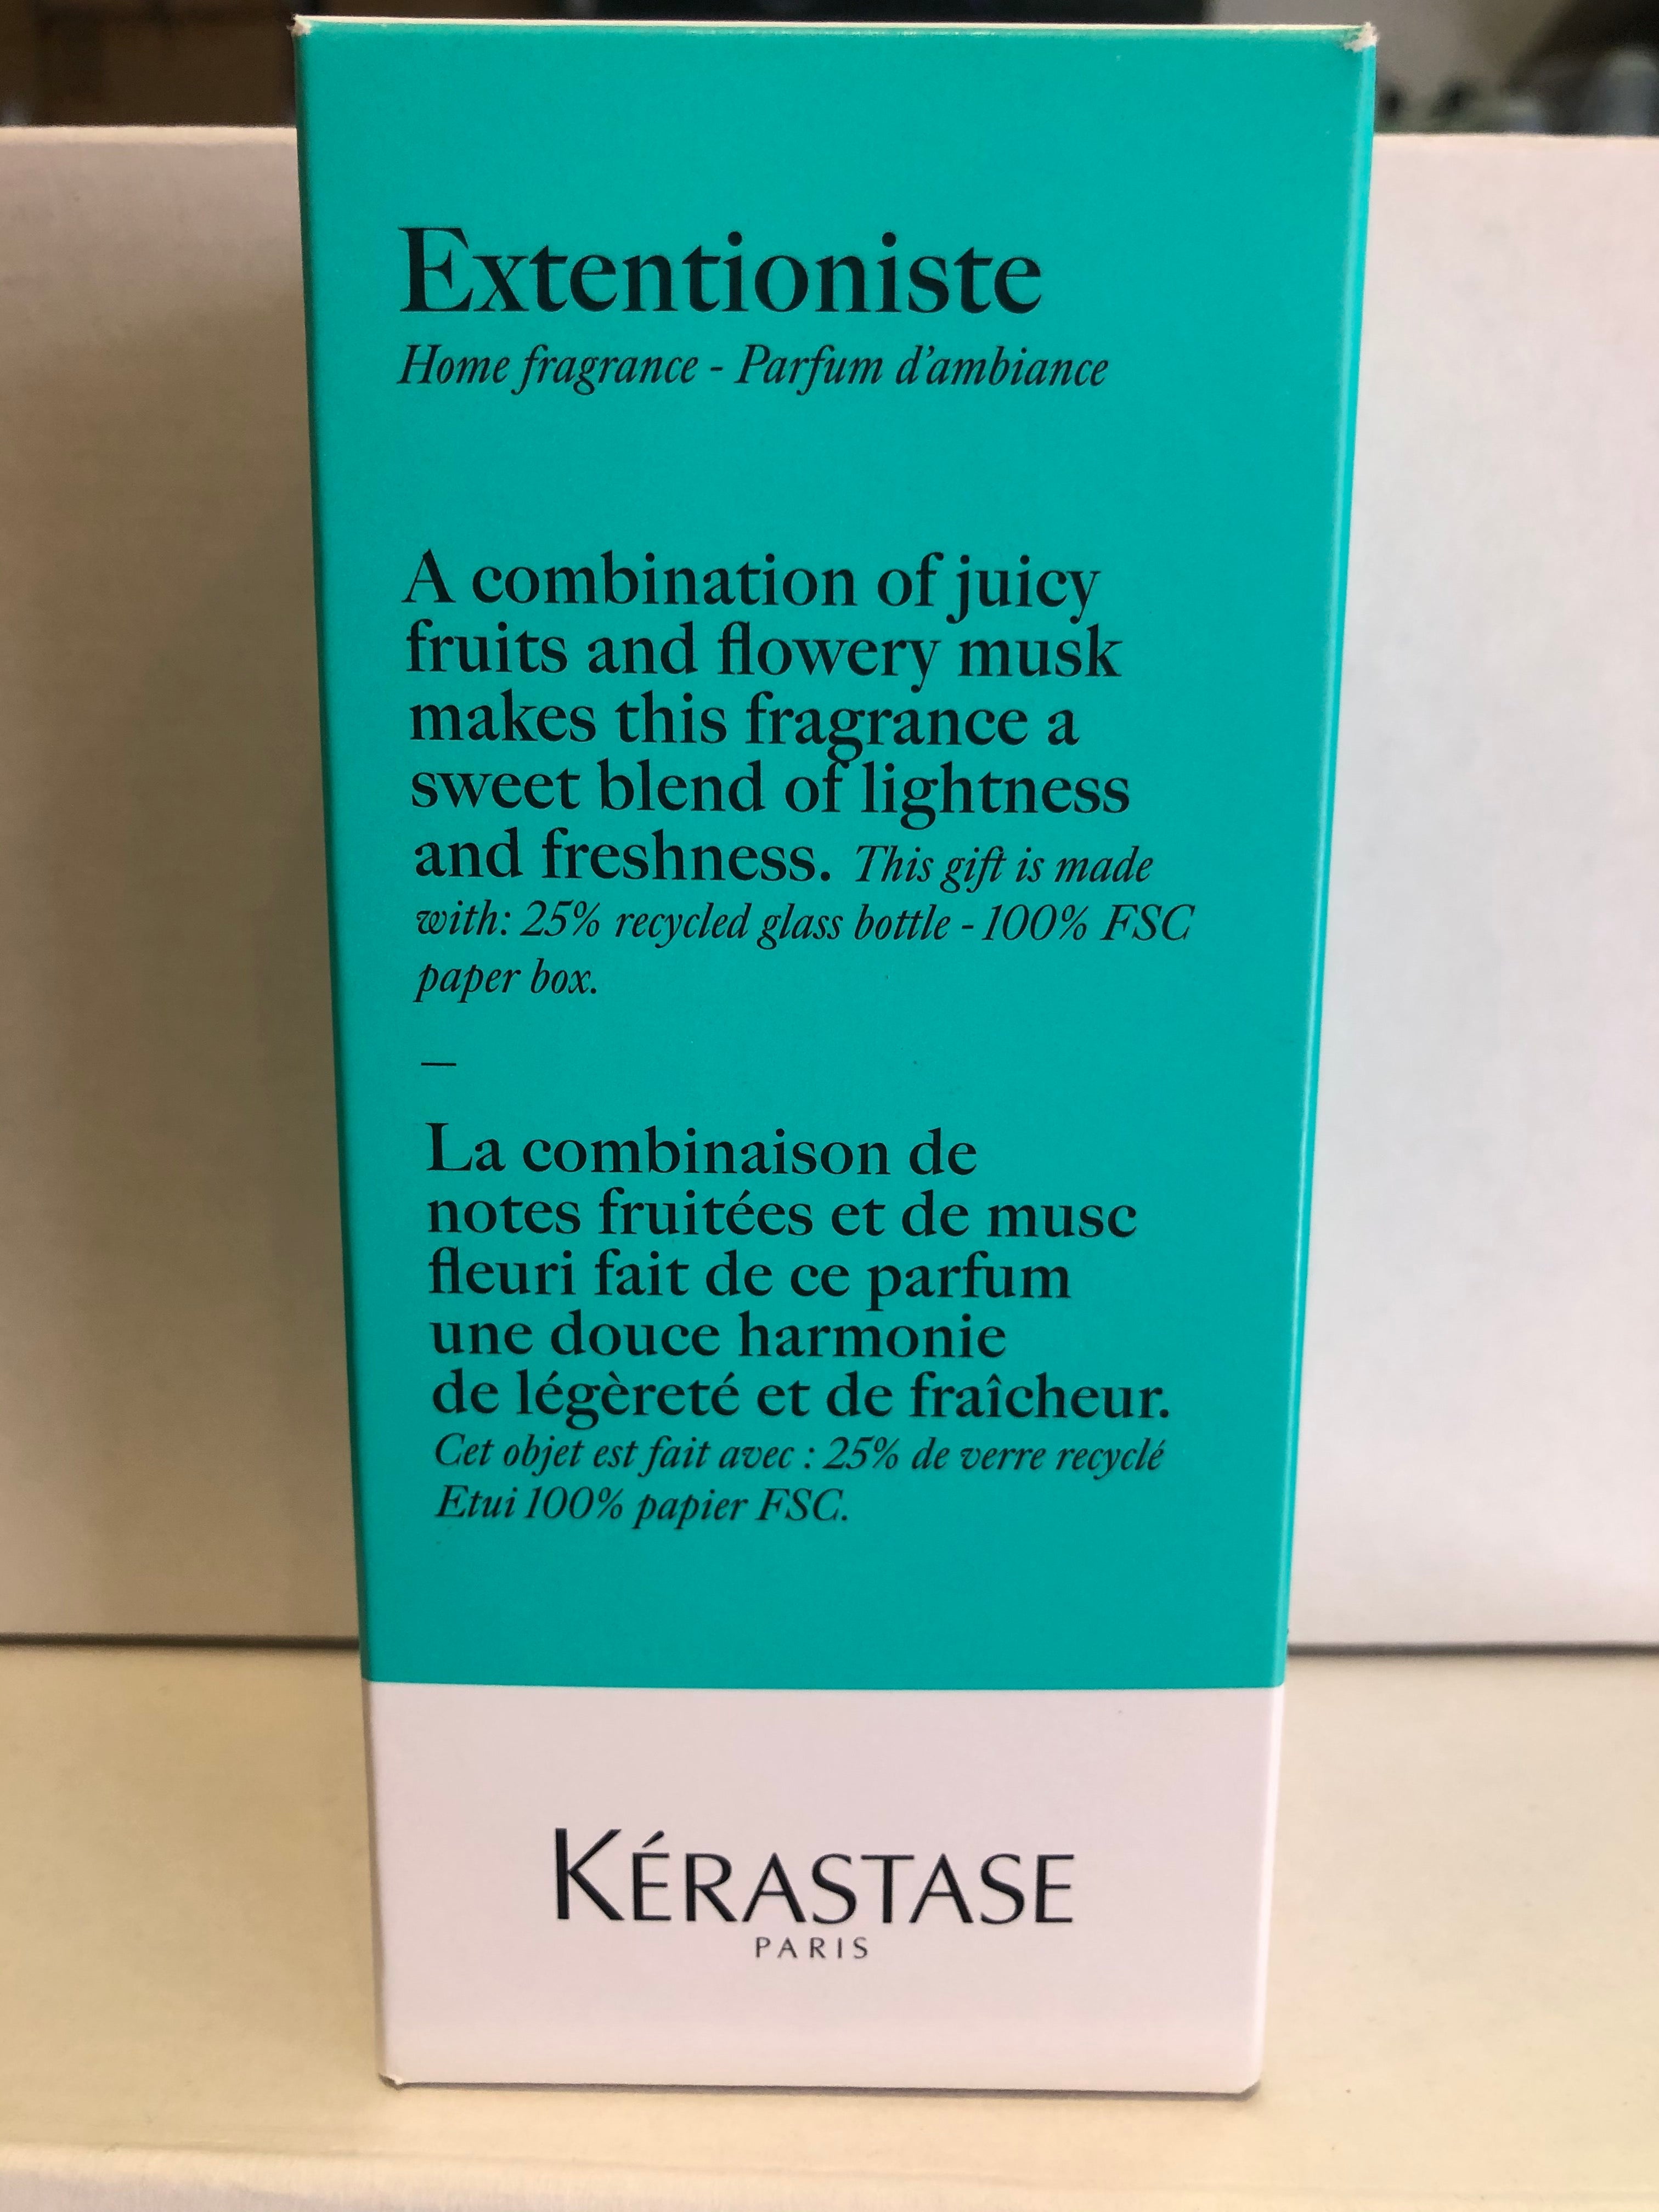 Extentioniste
Home fragrance - Parfum d'ambiance
A combination of juicy
fruits and flowery musk
makes this fragrance a
sweet blend of lightness
and freshness. This gift is made
with: 25% recycled glass bottle - 100% FSC
paper box.
—
La combinaison de
notes fruitées et de musc
fleuri fait de ce parfum
une douce harmonie
de légèreté et de fraîcheur.
Cet objet est fait avec : 25% de verre recyclé
Etui 100% papier FSC.
KÉRASTASE
PARIS